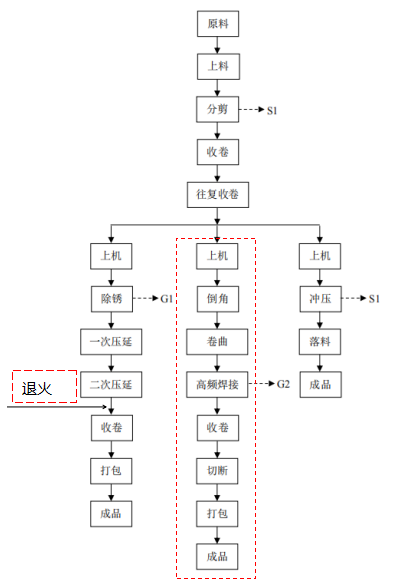 原料
上料
分剪
S1
收卷
往复收卷
上机
上机
上机
除锈
G1
倒角
冲压
S1
一次压延
卷曲
落料
退火
二次压延
高频焊接
G2
成品
收卷
收卷
打包
切断
成品
打包
成品